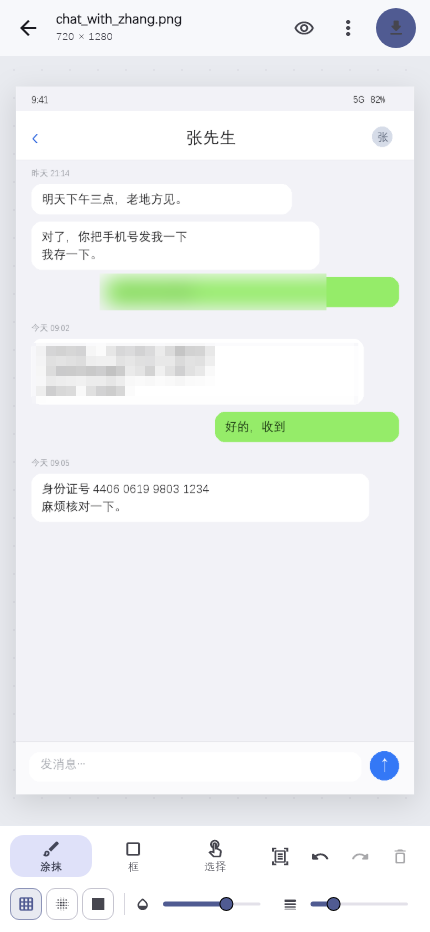 chat_with_zhang.png
720 × 1280
9:41
5G 82%
张先生
张
昨天 21:14
明天下午三点，老地方见。
对了，你把手机号发我一下
我存一下。
今天 09:02
好的，收到
今天 09:05
身份证号 4406 0619 9803 1234
麻烦核对一下。
发消息…
涂抹
框
选择